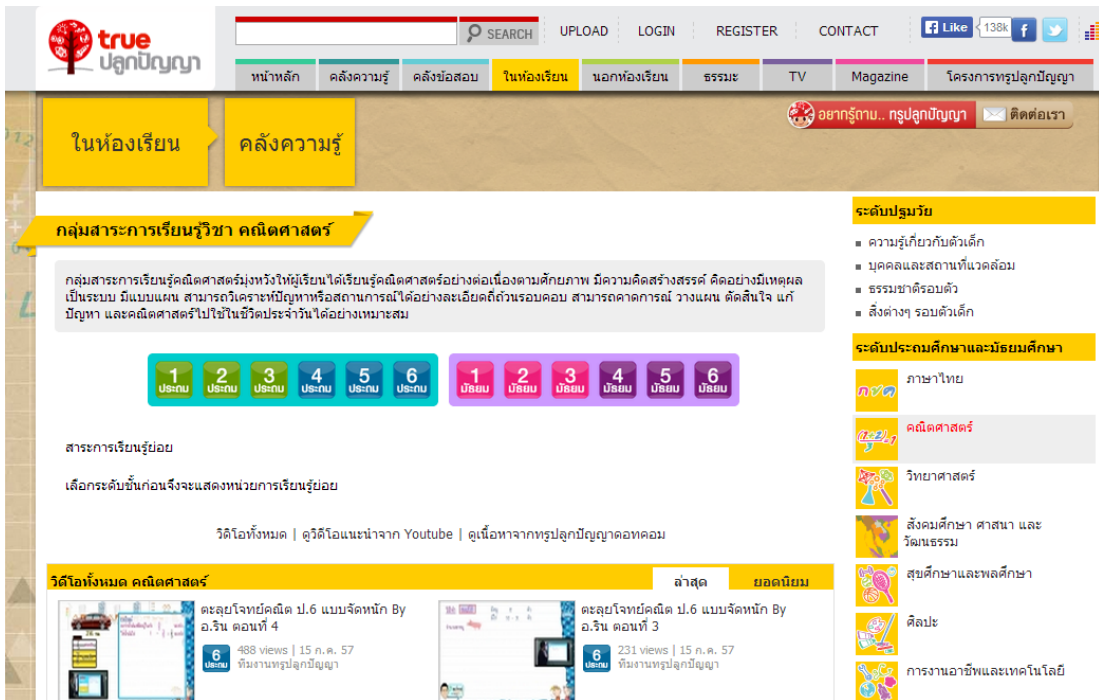 true
ปลูกปัญญา
SEARCH
UPLOAD
LOGIN
REGISTER
CONTACT
Like
138k
หน้าหลัก
คลังความรู้
คลังข้อสอบ
ในห้องเรียน
นอกห้องเรียน
ธรรมะ
TV
Magazine
โครงการทรูปลูกปัญญา
อยากรู้ถาม.. ทรูปลูกปัญญา
ติดต่อเรา
ในห้องเรียน
คลังความรู้
กลุ่มสาระการเรียนรู้วิชา คณิตศาสตร์
กลุ่มสาระการเรียนรู้คณิตศาสตร์มุ่งหวังให้ผู้เรียนได้เรียนรู้คณิตศาสตร์อย่างต่อเนื่องตามศักยภาพ มีความคิดสร้างสรรค์ คิดอย่างมีเหตุผล
เป็นระบบ มีแบบแผน สามารถวิเคราะห์ปัญหาหรือสถานการณ์ได้อย่างละเอียดถี่ถ้วนรอบคอบ สามารถคาดการณ์ วางแผน ตัดสินใจ แก้
ปัญหา และคณิตศาสตร์ไปใช้ในชีวิตประจำวันได้อย่างเหมาะสม
1 ประถม
2 ประถม
3 ประถม
4 ประถม
5 ประถม
6 ประถม
1 มัธยม
2 มัธยม
3 มัธยม
4 มัธยม
5 มัธยม
6 มัธยม
สาระการเรียนรู้ย่อย
เลือกระดับชั้นก่อนจึงจะแสดงหน่วยการเรียนรู้ย่อย
วิดีโอทั้งหมด | ดูวิดีโอแนะนำจาก Youtube | ดูเนื้อหาจากทรูปลูกปัญญาดอทคอม
วิดีโอทั้งหมด คณิตศาสตร์
ล่าสุด
ยอดนิยม
ตะลุยโจทย์คณิต ป.6 แบบจัดหนัก By
อ.ริน ตอนที่ 4
6 ประถม
488 views | 15 ก.ค. 57
ทีมงานทรูปลูกปัญญา
ตะลุยโจทย์คณิต ป.6 แบบจัดหนัก By
อ.ริน ตอนที่ 3
6 ประถม
231 views | 15 ก.ค. 57
ทีมงานทรูปลูกปัญญา
ระดับปฐมวัย
ความรู้เกี่ยวกับตัวเด็ก
บุคคลและสถานที่แวดล้อม
ธรรมชาติรอบตัว
สิ่งต่างๆ รอบตัวเด็ก
ระดับประถมศึกษาและมัธยมศึกษา
ภาษาไทย
คณิตศาสตร์
วิทยาศาสตร์
สังคมศึกษา ศาสนา และ
วัฒนธรรม
สุขศึกษาและพลศึกษา
ศิลปะ
การงานอาชีพและเทคโนโลยี